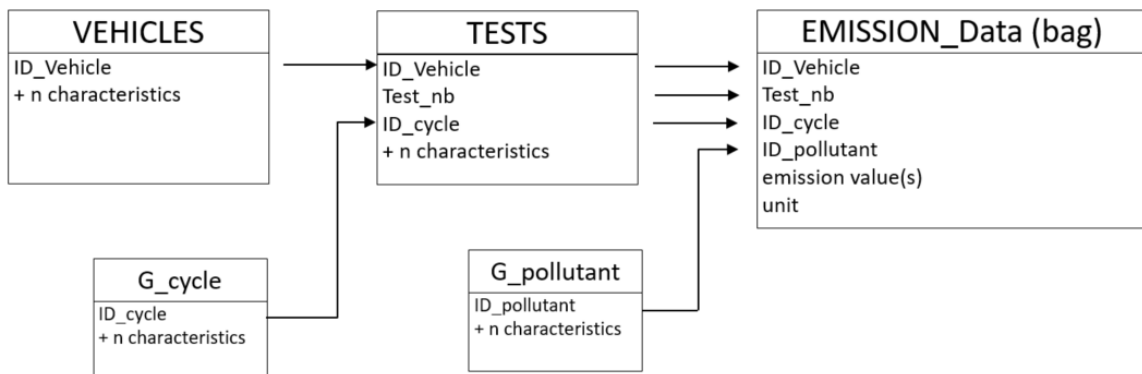 VEHICLES
ID_Vehicle
+ n characteristics
TESTS
ID_Vehicle
Test_nb
ID_cycle
+ n characteristics
EMISSION_Data (bag)
ID_Vehicle
Test_nb
ID_cycle
ID_pollutant
emission value(s)
unit
G_cycle
ID_cycle
+ n characteristics
G_pollutant
ID_pollutant
+ n characteristics